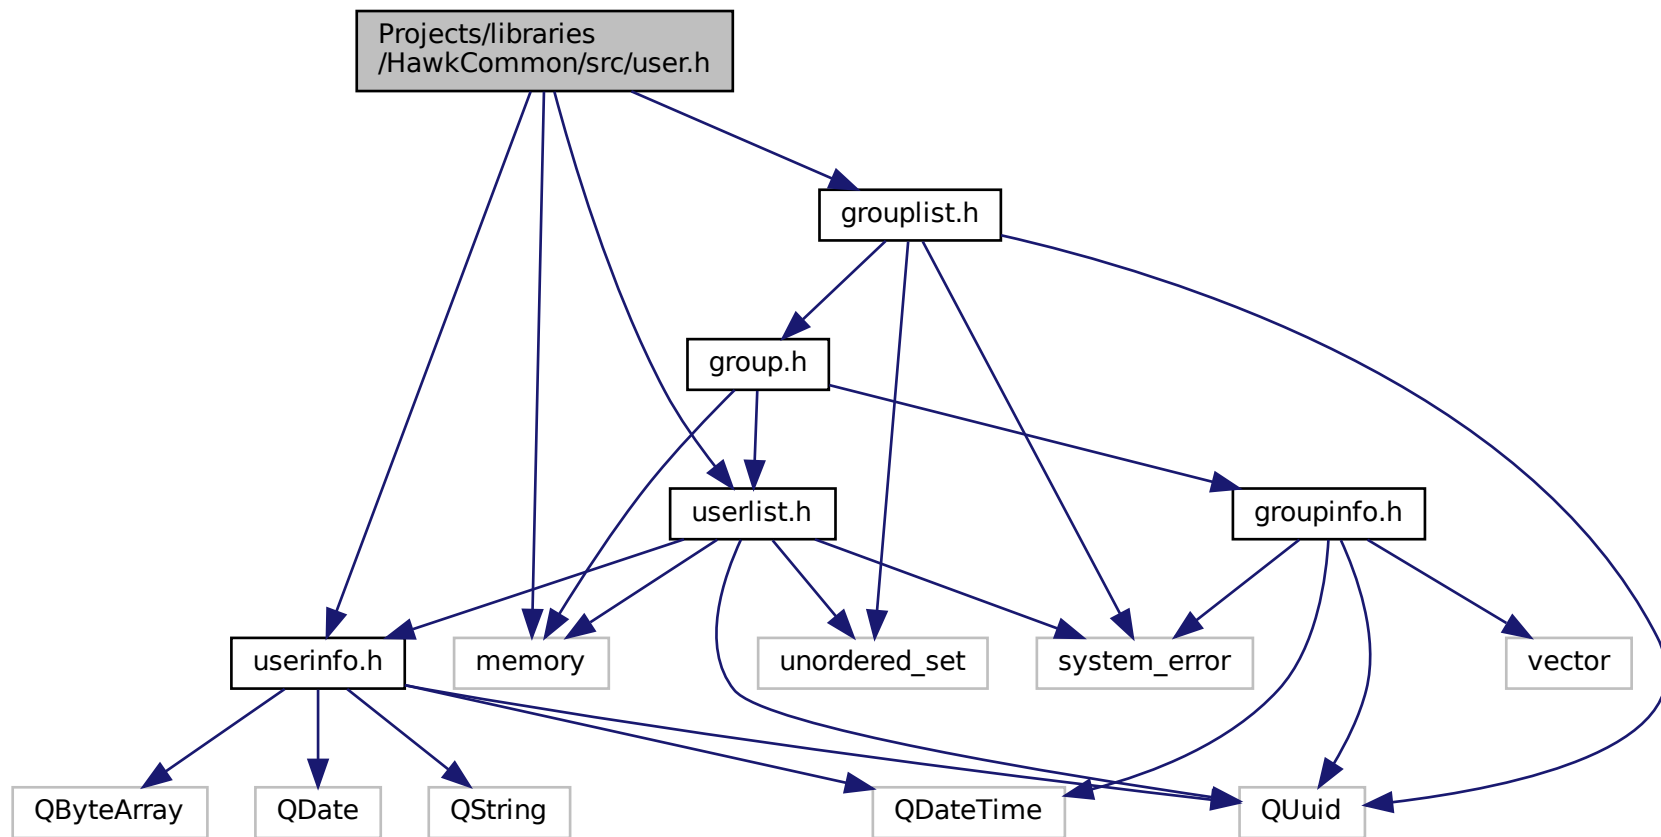 Projects/libraries
/HawkCommon/src/user.h
grouplist.h
group.h
userlist.h
groupinfo.h
userinfo.h
memory
unordered_set
system_error
vector
QByteArray
QDate
QString
QDateTime
QUuid